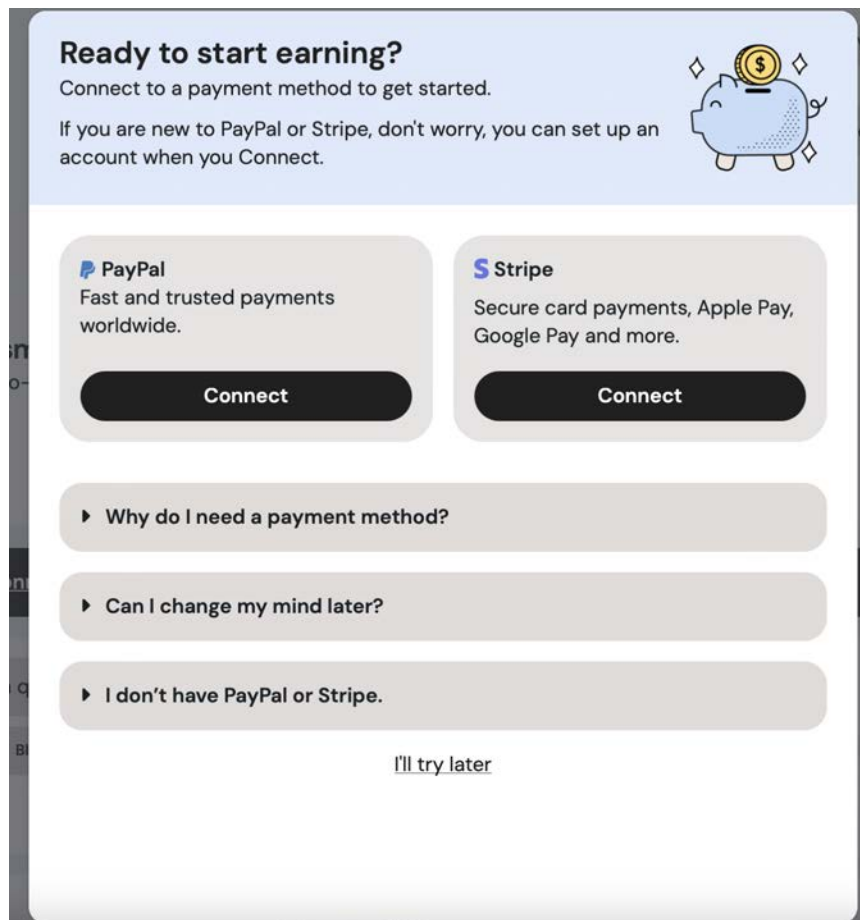 Ready to start earning?
Connect to a payment method to get started.
If you are new to PayPal or Stripe, don't worry, you can set up an
account when you Connect.
$
PayPal
Fast and trusted payments
worldwide.
Connect
Stripe
Secure card payments, Apple Pay,
Google Pay and more.
Connect
Why do I need a payment method?
Can I change my mind later?
I don’t have PayPal or Stripe.
I'll try later